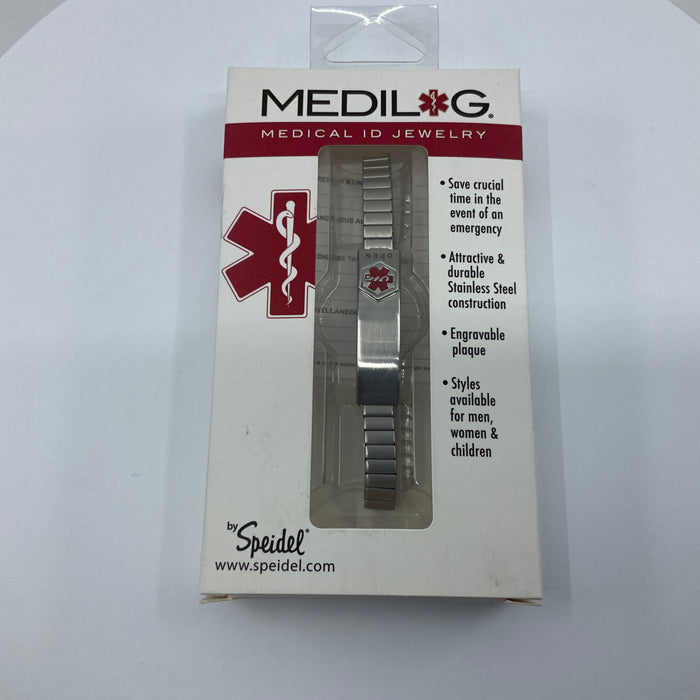 MEDILOG®
MEDICAL ID JEWELRY
• Save crucial
time in the
event of an
emergency
• Attractive &
durable
Stainless Steel
construction
• Engravable
plaque
• Styles
available
for men,
women &
children
OPEN
by Speidel®
www.speidel.com